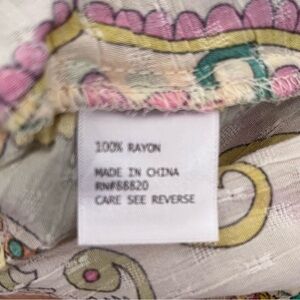 100% RAYON
MADE IN CHINA
RN#88820
CARE SEE REVERSE